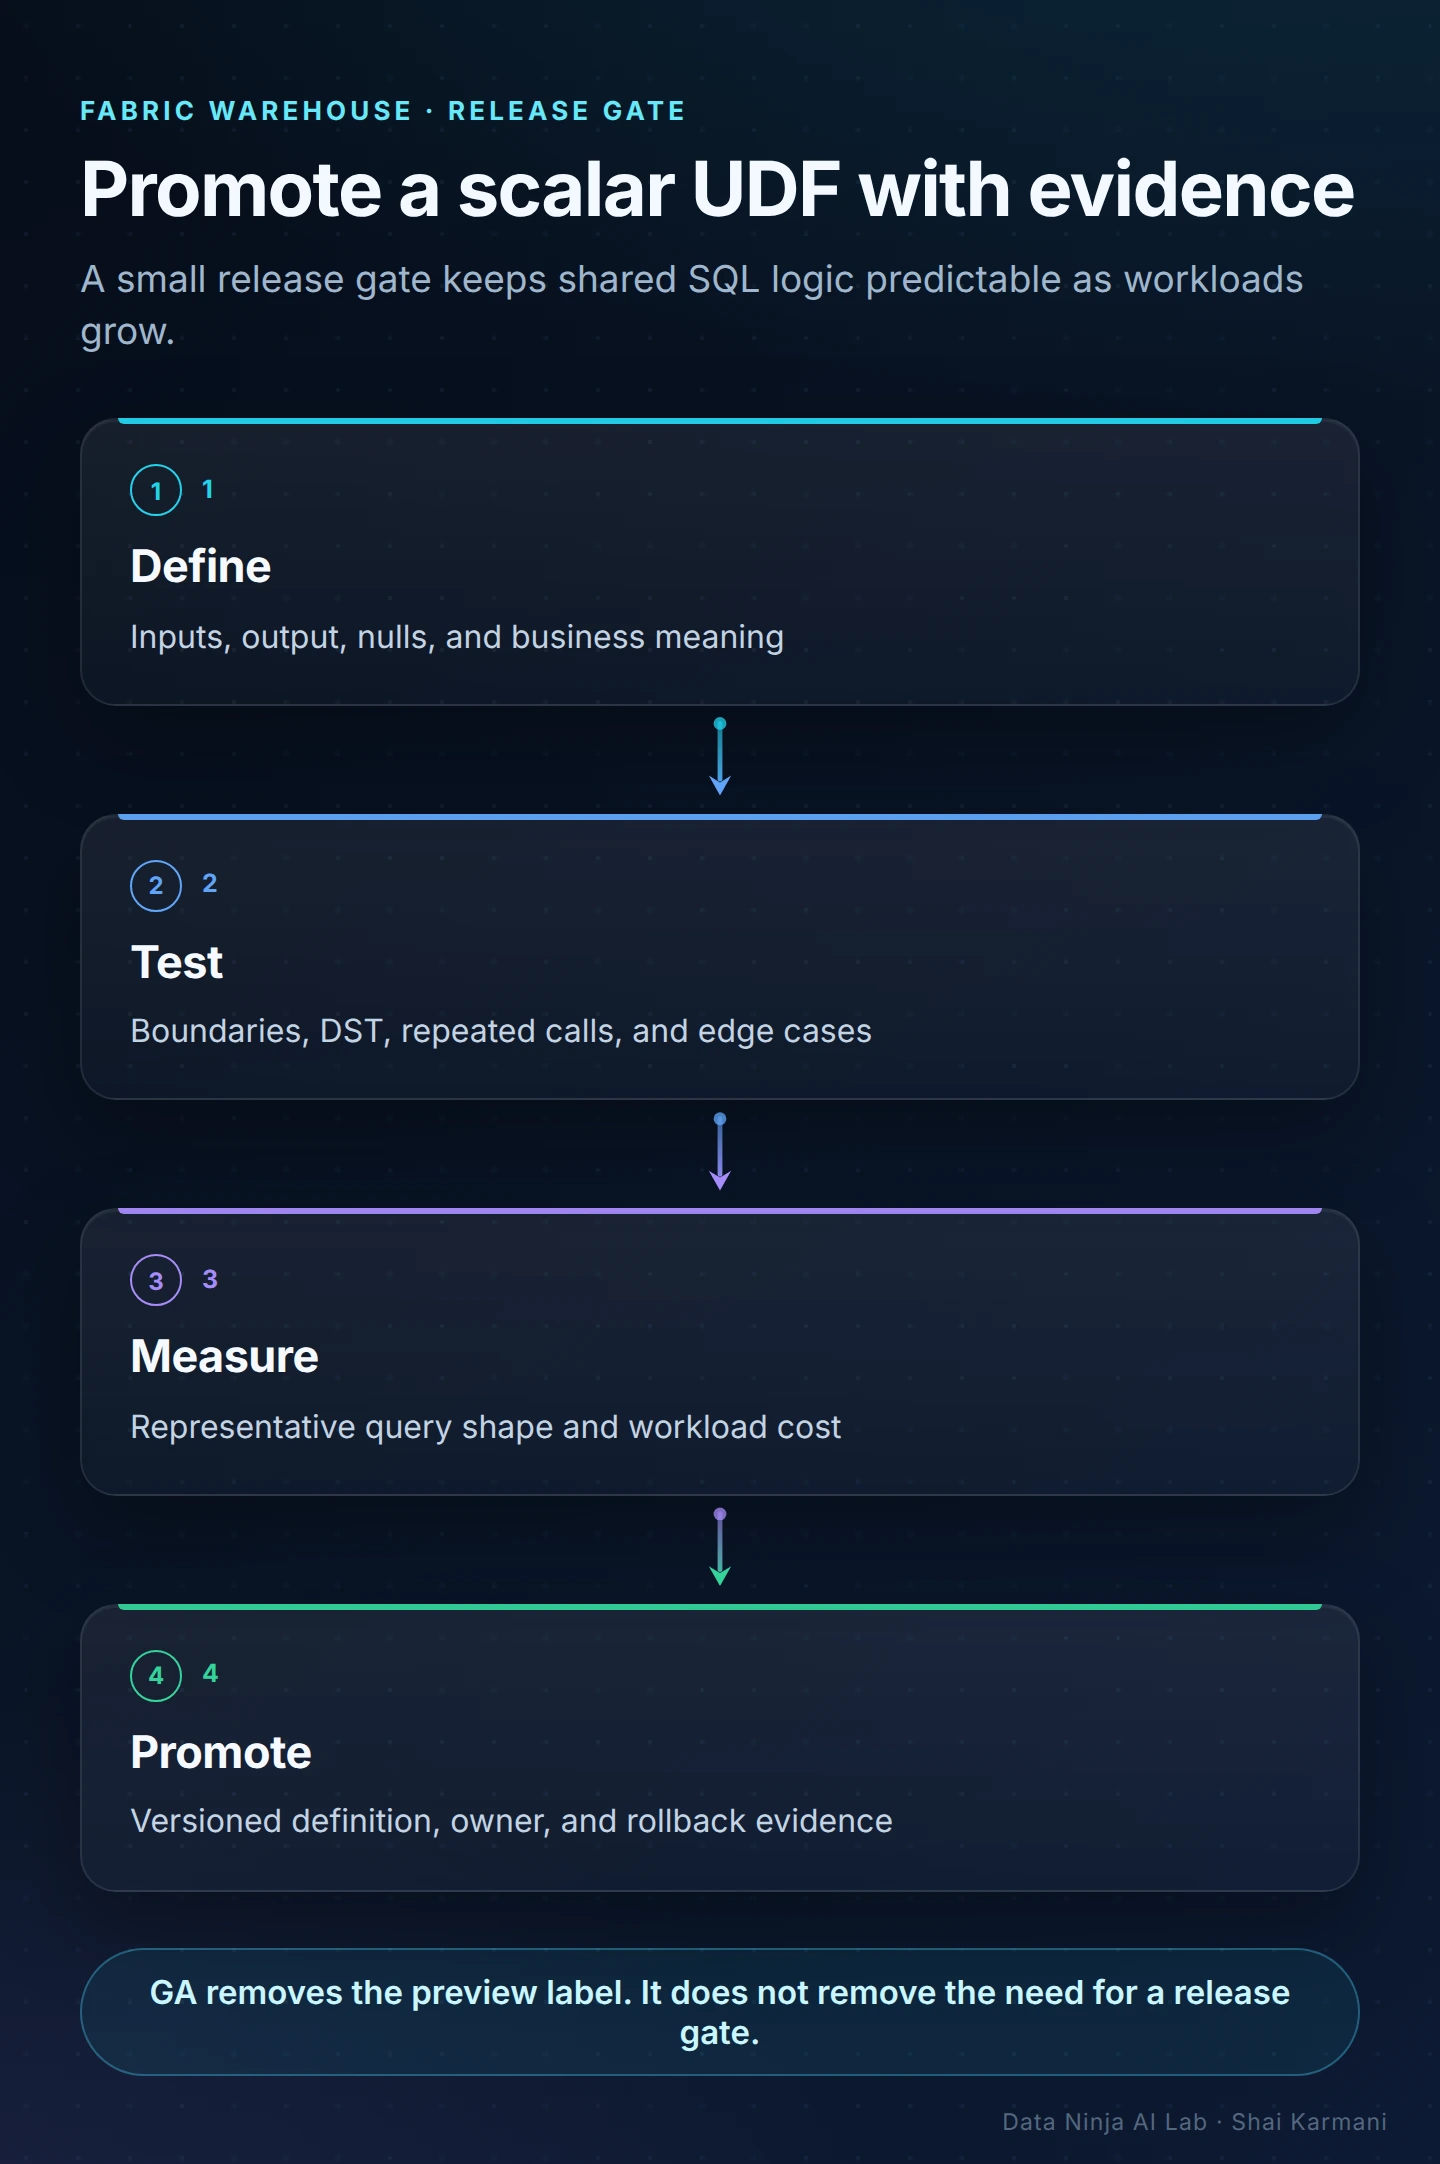 FABRIC WAREHOUSE · RELEASE GATE
Promote a scalar UDF with evidence
A small release gate keeps shared SQL logic predictable as workloads
grow.
1 1
Define
Inputs, output, nulls, and business meaning
2 2
Test
Boundaries, DST, repeated calls, and edge cases
3 3
Measure
Representative query shape and workload cost
4 4
Promote
Versioned definition, owner, and rollback evidence
GA removes the preview label. It does not remove the need for a release
gate.
Data Ninja AI Lab · Shai Karmani